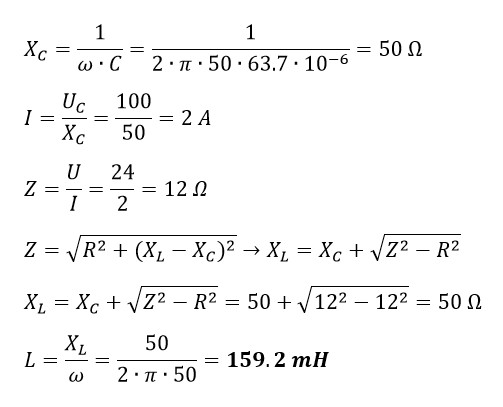 X_C = 1/(ω · C) = 1/(2 · π · 50 · 63.7 · 10⁻⁶) = 50 Ω
I = U_C/X_C = 100/50 = 2 A
Z = U/I = 24/2 = 12 Ω
Z = √(R² + (X_L − X_C)²) → X_L = X_C + √(Z² − R²)
X_L = X_C + √(Z² − R²) = 50 + √(12² − 12²) = 50 Ω
L = X_L/ω = 50/(2 · π · 50) = 159.2 mH